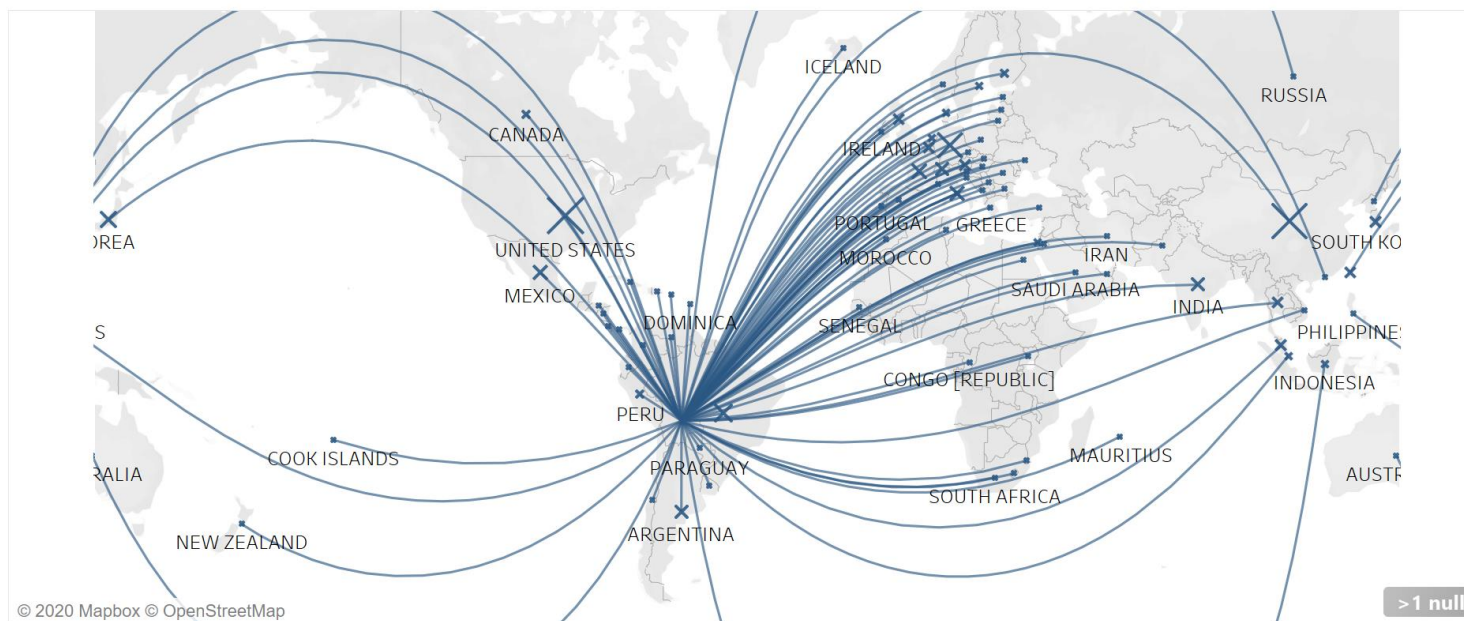 ICELAND
RUSSIA
CANADA
IRELAND
PORTUGAL
GREECE
OREA
UNITED STATES
SOUTH KO
MOROCCO
IRAN
MEXICO
SAUDI ARABIA
INDIA
DOMINICA
SENEGAL
S
PHILIPPINES
CONGO [REPUBLIC]
INDONESIA
PERU
COOK ISLANDS
PARAGUAY
MAURITIUS
RALIA
AUSTR
SOUTH AFRICA
NEW ZEALAND
ARGENTINA
© 2020 Mapbox © OpenStreetMap
>1 null